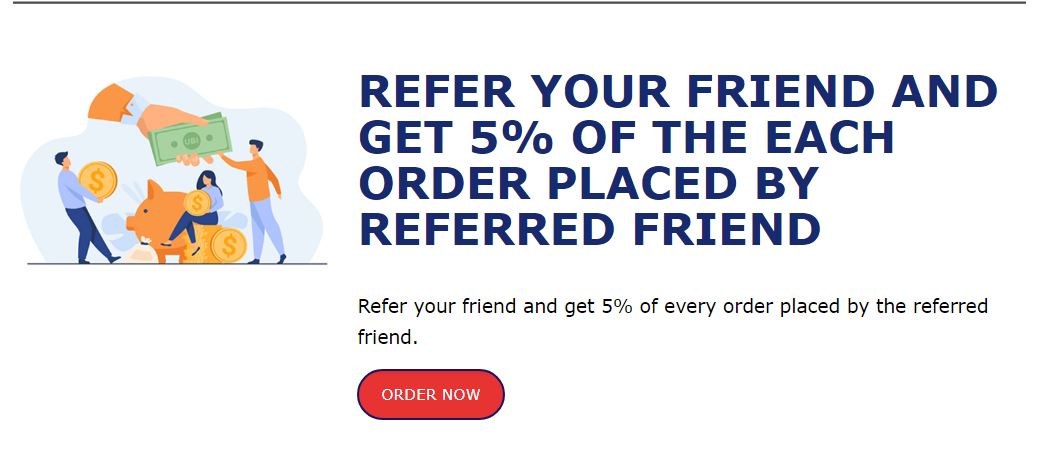 REFER YOUR FRIEND AND
GET 5% OF THE EACH
ORDER PLACED BY
REFERRED FRIEND
Refer your friend and get 5% of every order placed by the referred
friend.
ORDER NOW